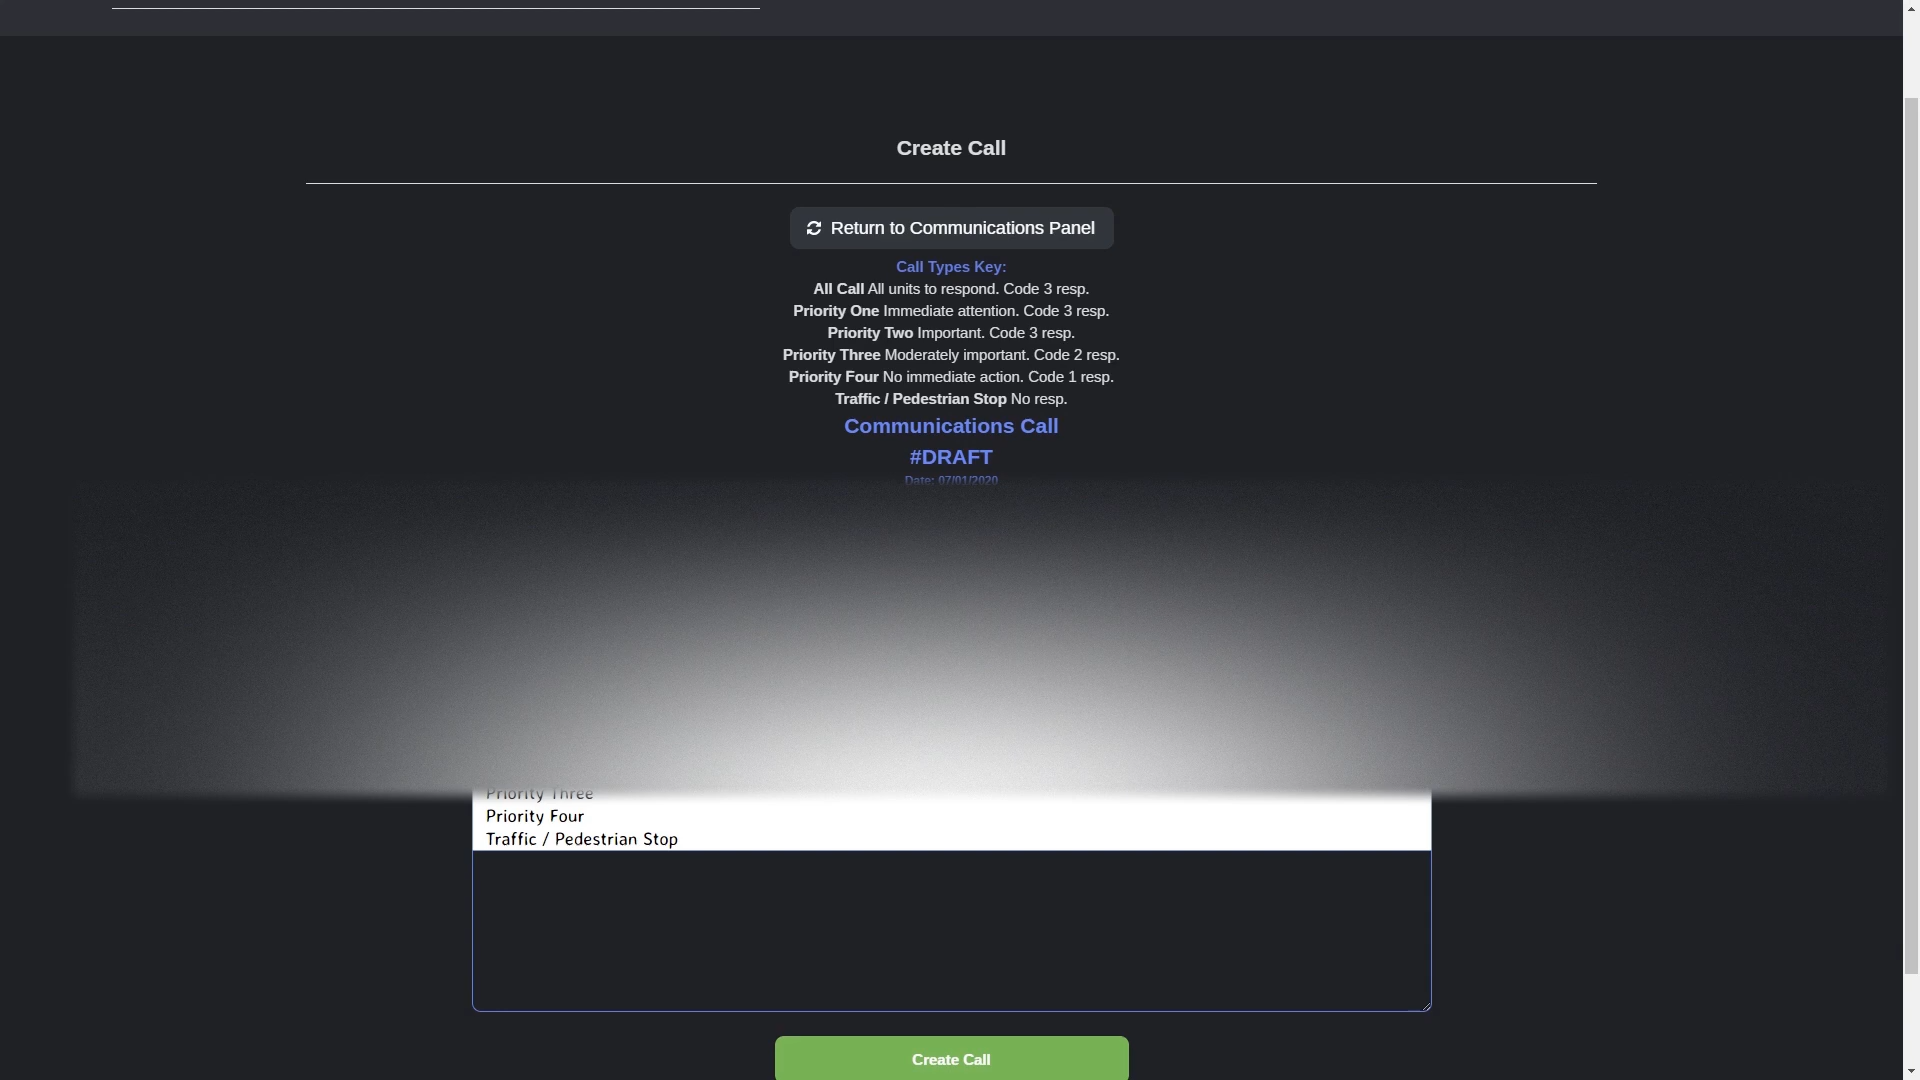 Create Call
Return to Communications Panel
Call Types Key:
All Call All units to respond. Code 3 resp.
Priority One Immediate attention. Code 3 resp.
Priority Two Important. Code 3 resp.
Priority Three Moderately important. Code 2 resp.
Priority Four No immediate action. Code 1 resp.
Traffic / Pedestrian Stop No resp.
Communications Call
#DRAFT
Date: 07/01/2020
Priority Three
Priority Four
Traffic / Pedestrian Stop
Create Call